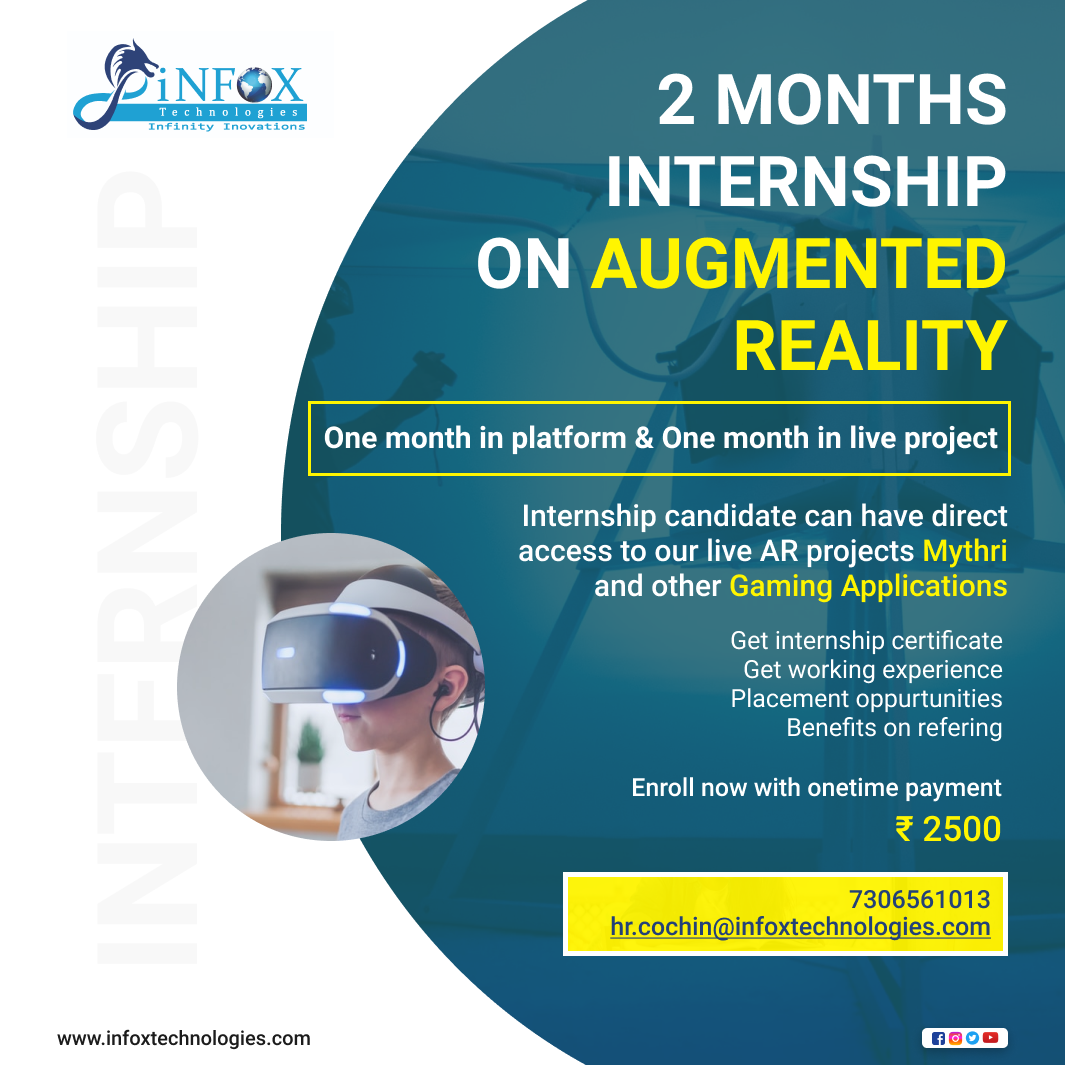 iNFOX
Technologies
Infinity Inovations
2 MONTHS
INTERNSHIP
ON AUGMENTED
REALITY
One month in platform & One month in live project
Internship candidate can have direct
access to our live AR projects Mythri
and other Gaming Applications
Get internship certificate
Get working experience
Placement oppurtunities
Benefits on refering
Enroll now with onetime payment
₹ 2500
7306561013
hr.cochin@infoxtechnologies.com
INTERNSHIP
www.infoxtechnologies.com